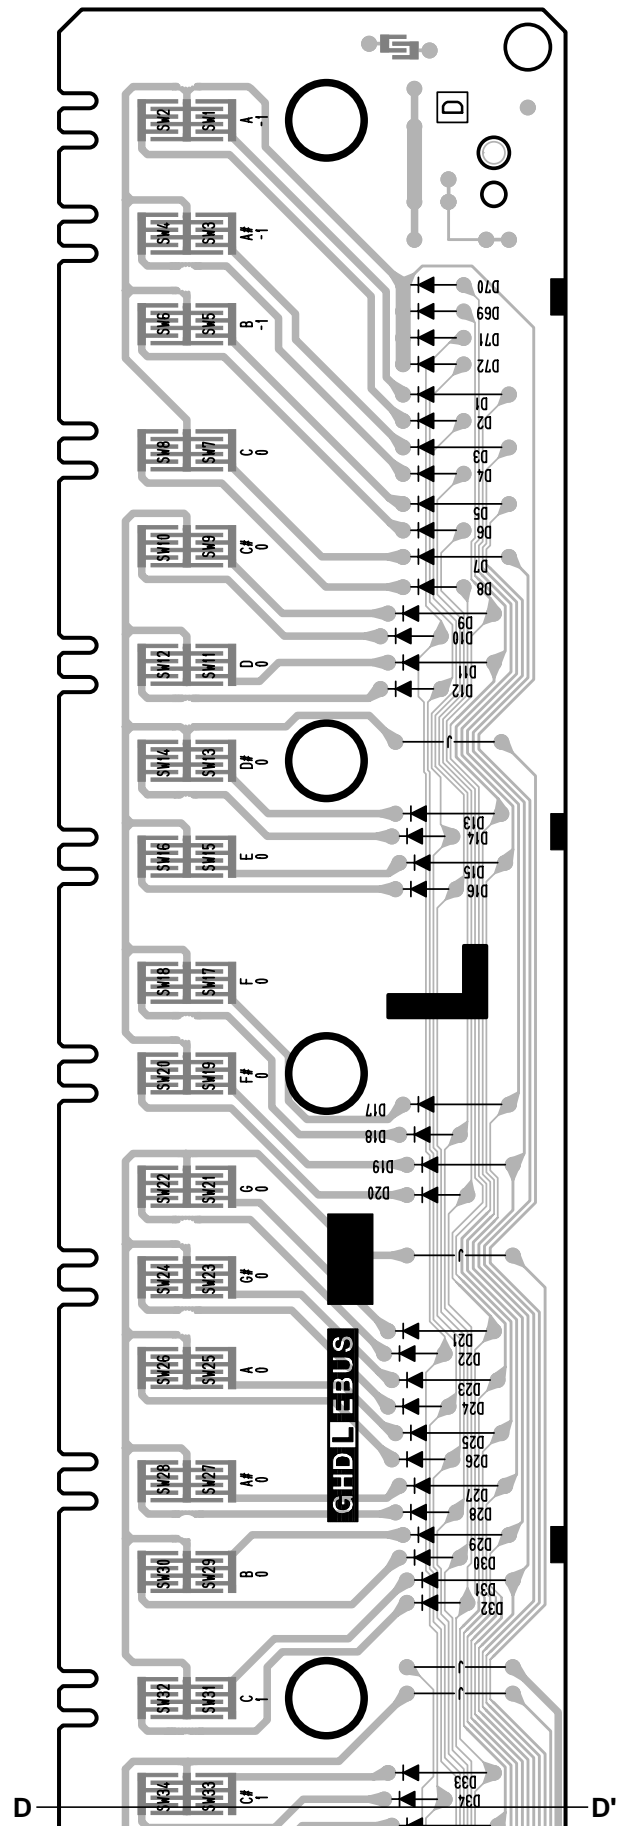 D
SW2 SW1 A -1
SW4 SW3 A# -1
D70
D69
SW6 SW5 B -1
D71
D72
D1
D2
SW8 SW7 C 0
D3
D4
D5
D6
SW10 SW9 C# 0
D7
D8
D9
D10
SW12 SW11 D 0
D11
D12
J
SW14 SW13 D# 0
D13
D14
SW16 SW15 E 0
D15
D16
SW18 SW17 F 0
L
SW20 SW19 F# 0
D17
D18
D19
SW22 SW21 G 0
D20
J
SW24 SW23 G# 0
D21
D22
SW26 SW25 A 0
D23
D24
GHDLEBUS
D25
D26
SW28 SW27 A# 0
D27
D28
D29
D30
SW30 SW29 B 0
D31
D32
J
SW32 SW31 C 1
J
D33
SW34 SW33 C# 1
D34
D D'